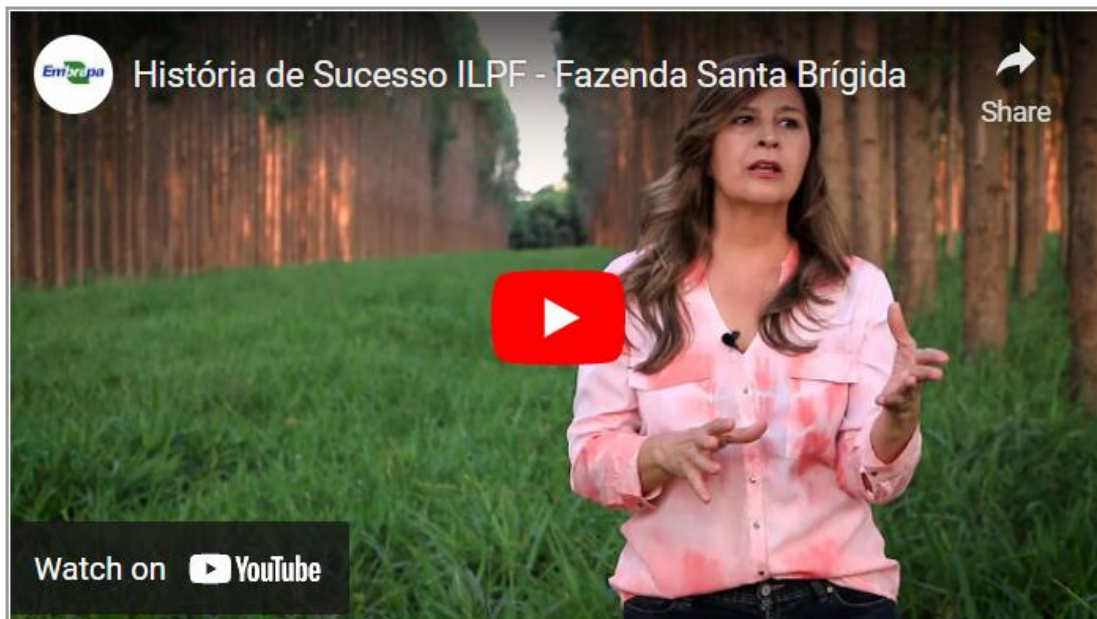 Embrapa
História de Sucesso ILPF - Fazenda Santa Brígida
Share
Watch on YouTube